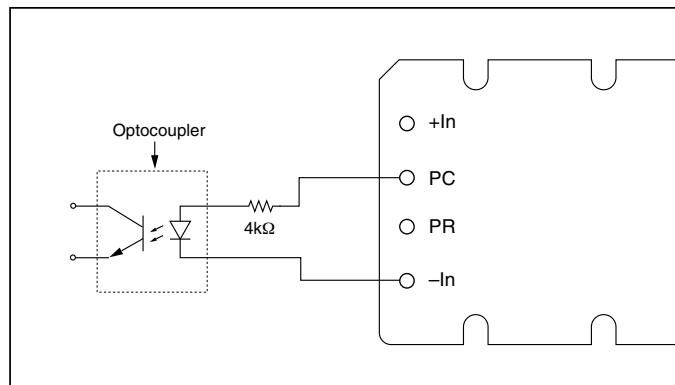 Optocoupler
4kΩ
+In
PC
PR
–In